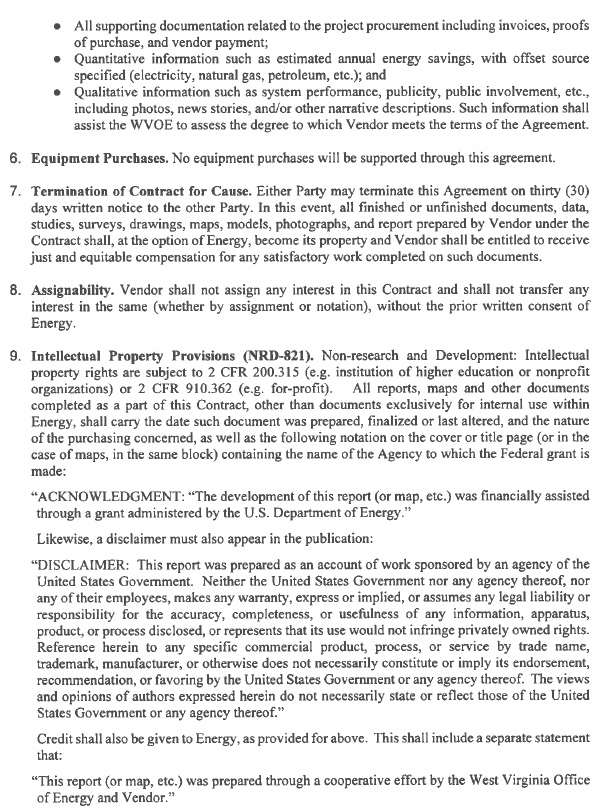 • All supporting documentation related to the project procurement including invoices, proofs
of purchase, and vendor payment;
• Quantitative information such as estimated annual energy savings, with offset source
specified (electricity, natural gas, petroleum, etc.); and
• Qualitative information such as system performance, publicity, public involvement, etc.,
including photos, news stories, and/or other narrative descriptions. Such information shall
assist the WVOE to assess the degree to which Vendor meets the terms of the Agreement.
6. Equipment Purchases. No equipment purchases will be supported through this agreement.
7. Termination of Contract for Cause. Either Party may terminate this Agreement on thirty (30)
days written notice to the other Party. In this event, all finished or unfinished documents, data,
studies, surveys, drawings, maps, models, photographs, and report prepared by Vendor under the
Contract shall, at the option of Energy, become its property and Vendor shall be entitled to receive
just and equitable compensation for any satisfactory work completed on such documents.
8. Assignability. Vendor shall not assign any interest in this Contract and shall not transfer any
interest in the same (whether by assignment or notation), without the prior written consent of
Energy.
9. Intellectual Property Provisions (NRD-821). Non-research and Development: Intellectual
property rights are subject to 2 CFR 200.315 (e.g. institution of higher education or nonprofit
organizations) or 2 CFR 910.362 (e.g. for-profit). All reports, maps and other documents
completed as a part of this Contract, other than documents exclusively for internal use within
Energy, shall carry the date such document was prepared, finalized or last altered, and the nature
of the purchasing concerned, as well as the following notation on the cover or title page (or in the
case of maps, in the same block) containing the name of the Agency to which the Federal grant is
made:
“ACKNOWLEDGMENT: “The development of this report (or map, etc.) was financially assisted
through a grant administered by the U.S. Department of Energy.”
Likewise, a disclaimer must also appear in the publication:
“DISCLAIMER: This report was prepared as an account of work sponsored by an agency of the
United States Government. Neither the United States Government nor any agency thereof, nor
any of their employees, makes any warranty, express or implied, or assumes any legal liability or
responsibility for the accuracy, completeness, or usefulness of any information, apparatus,
product, or process disclosed, or represents that its use would not infringe privately owned rights.
Reference herein to any specific commercial product, process, or service by trade name,
trademark, manufacturer, or otherwise does not necessarily constitute or imply its endorsement,
recommendation, or favoring by the United States Government or any agency thereof. The views
and opinions of authors expressed herein do not necessarily state or reflect those of the United
States Government or any agency thereof.”
Credit shall also be given to Energy, as provided for above. This shall include a separate statement
that:
“This report (or map, etc.) was prepared through a cooperative effort by the West Virginia Office
of Energy and Vendor.”